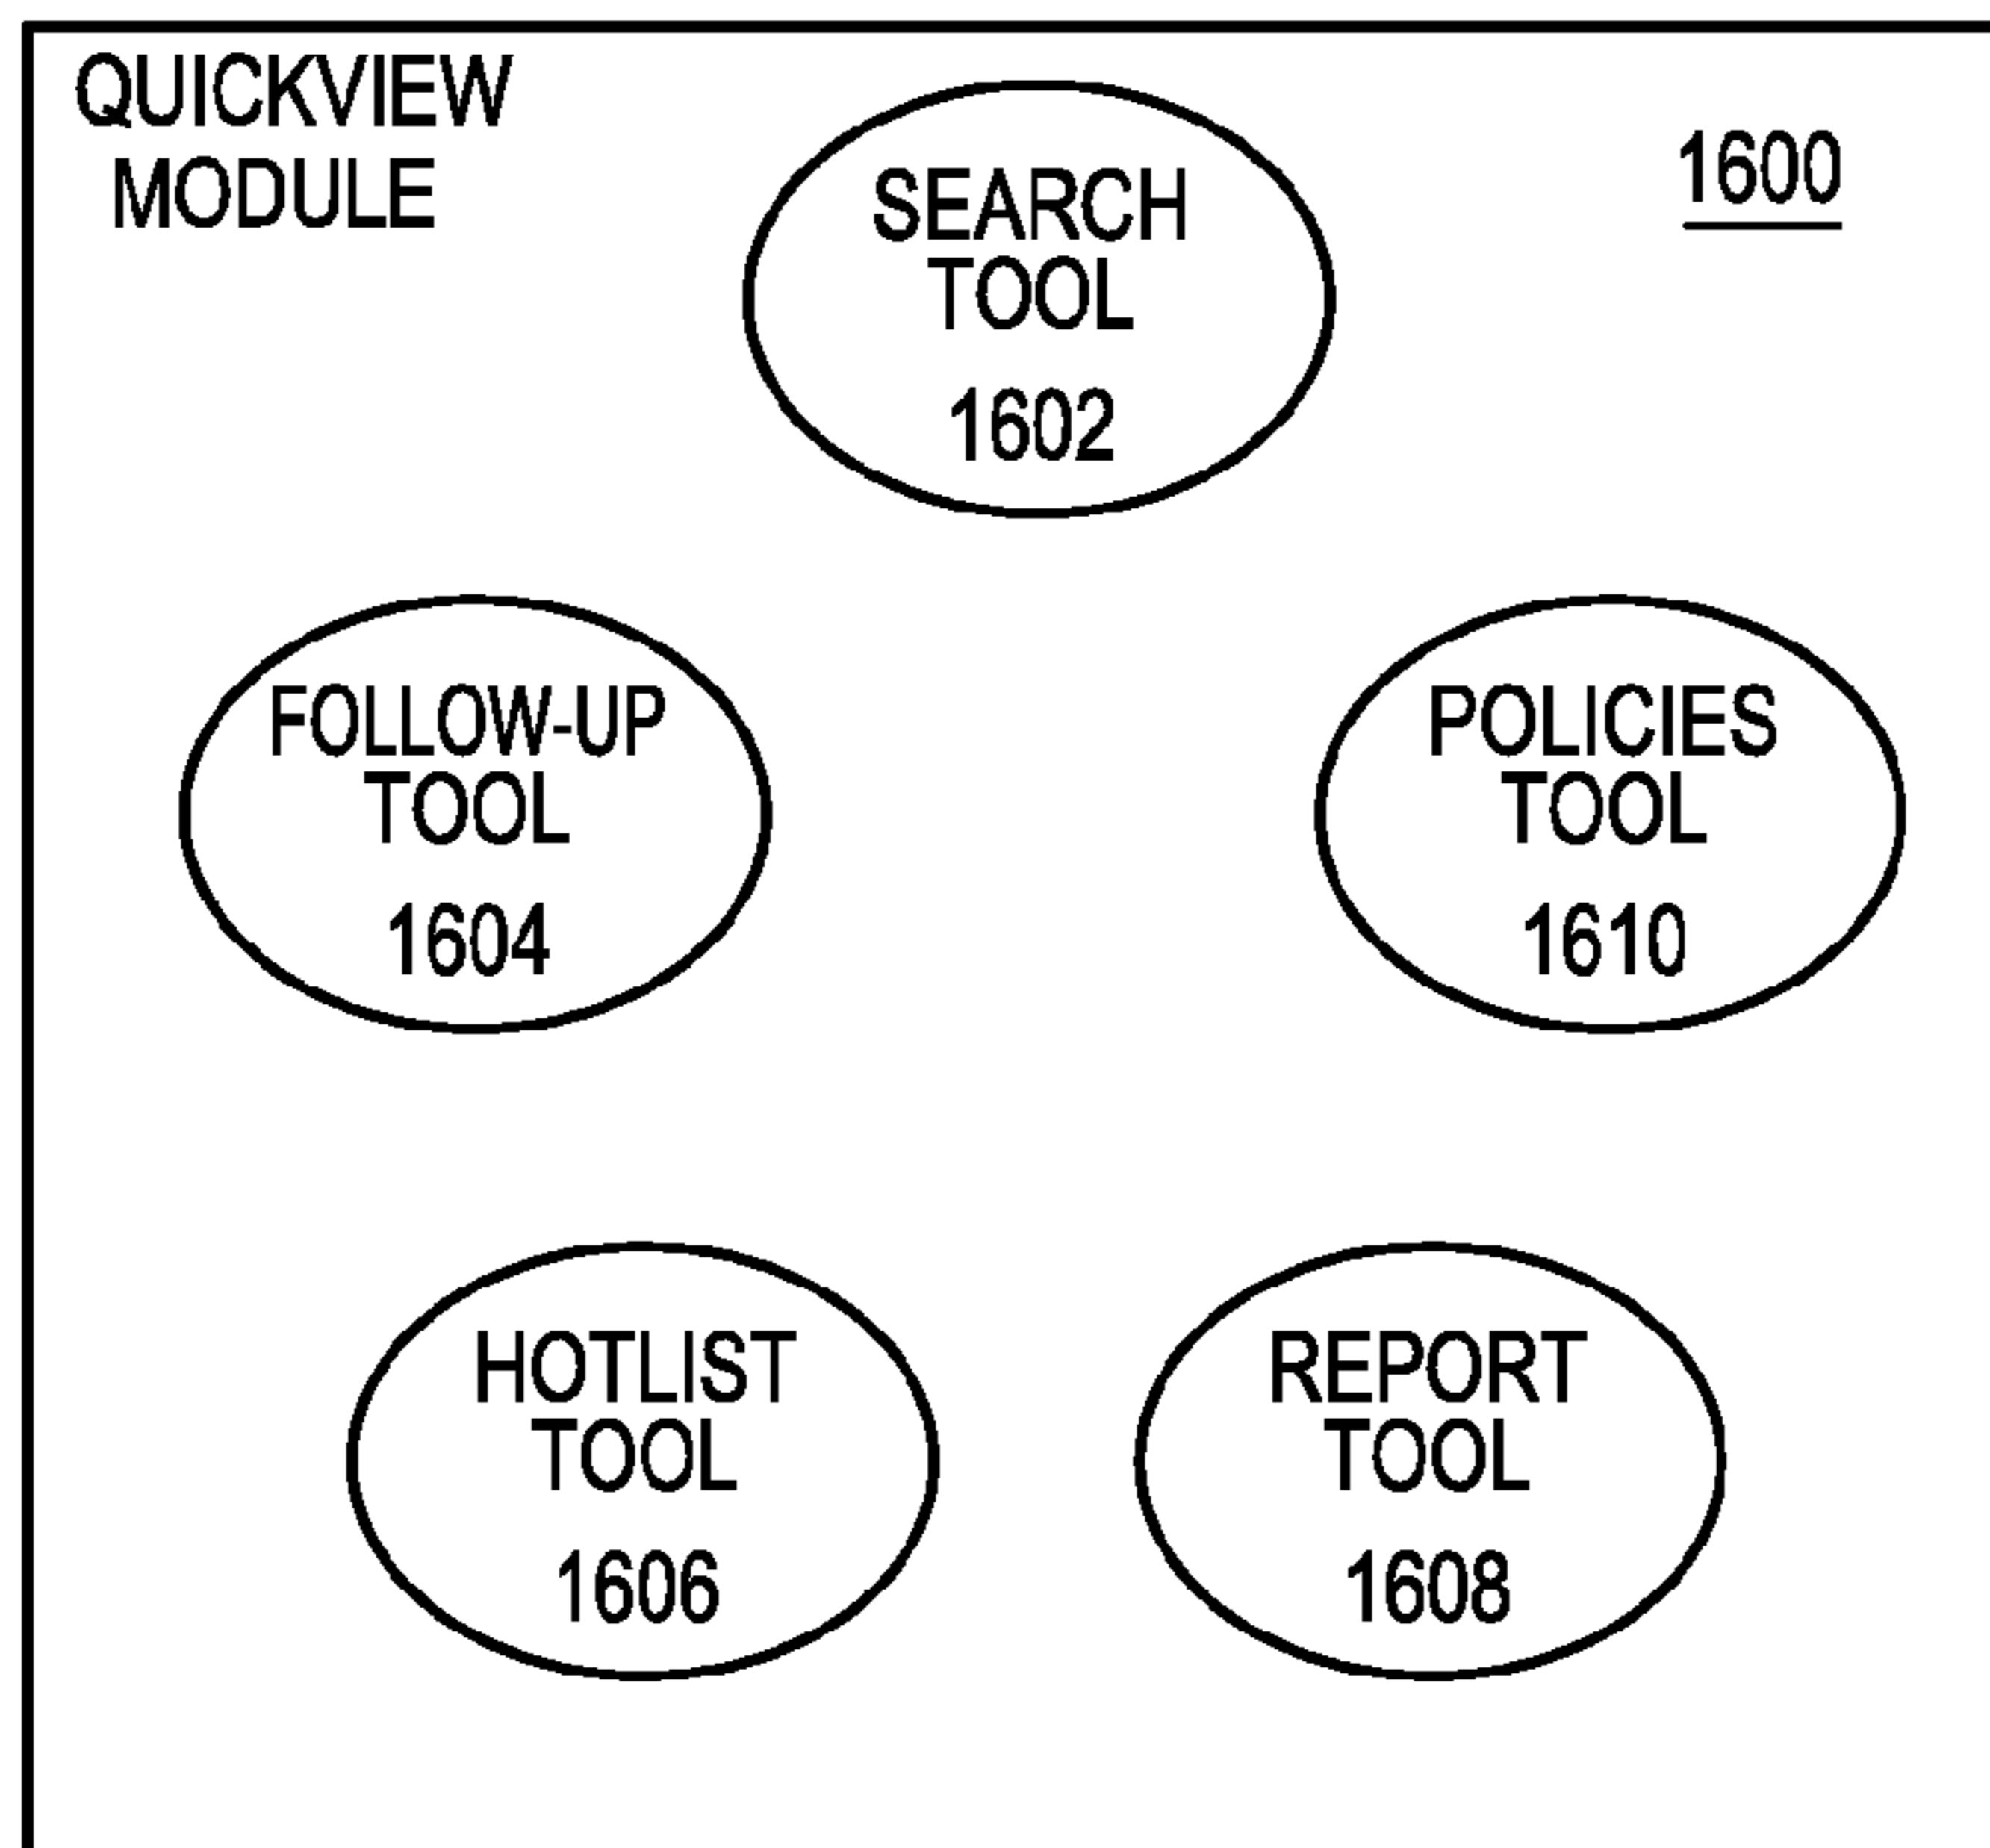 QUICKVIEW
MODULE
1600
SEARCH
TOOL
1602
FOLLOW-UP
TOOL
1604
POLICIES
TOOL
1610
HOTLIST
TOOL
1606
REPORT
TOOL
1608